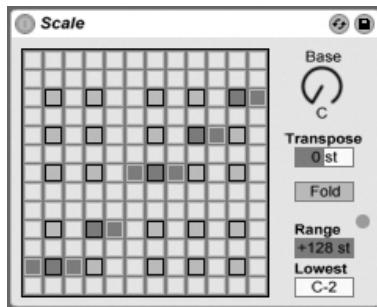 Scale
Base
C
Transpose
0 st
Fold
Range
+128 st
Lowest
C-2